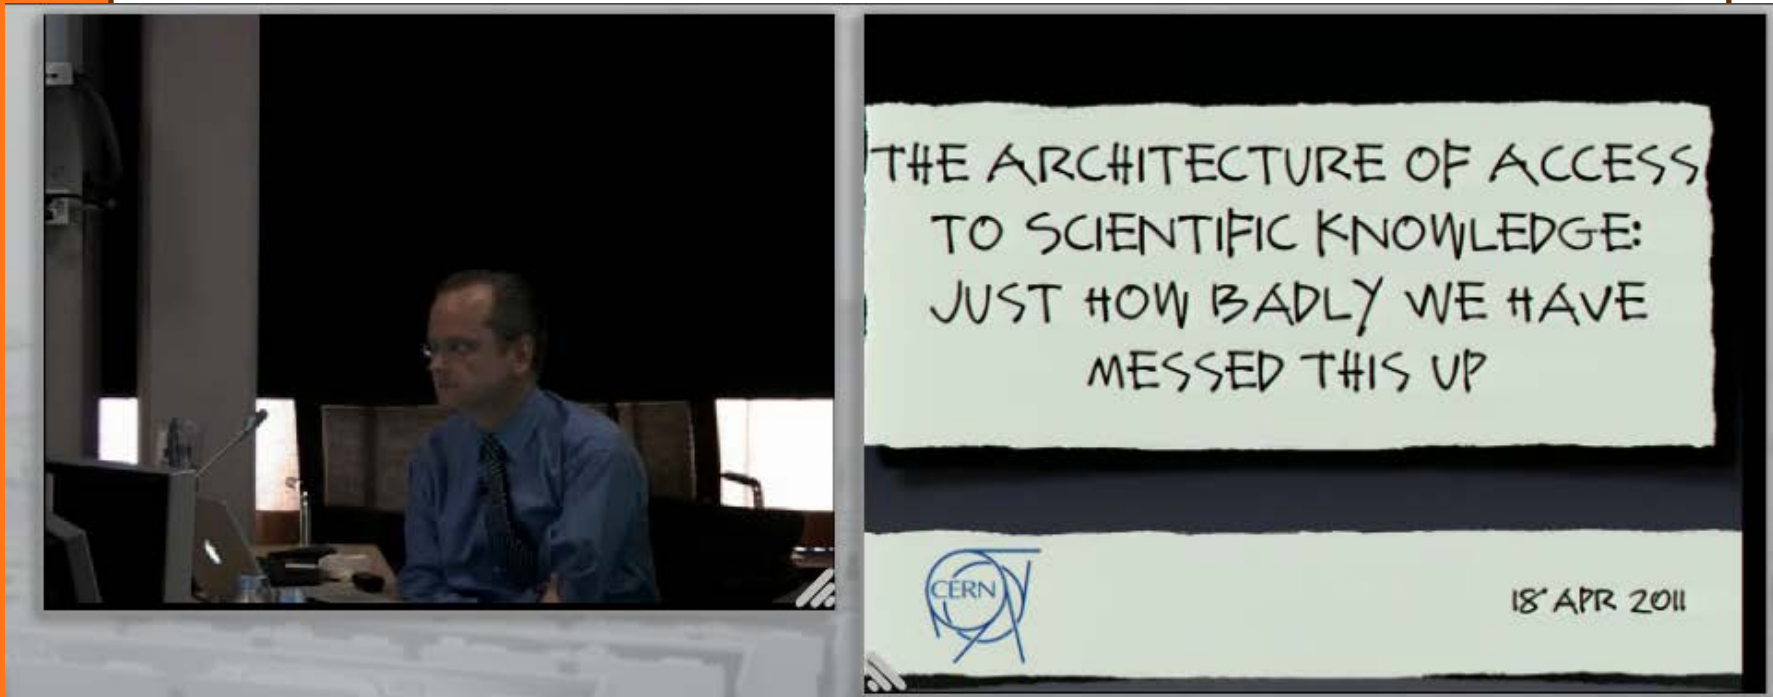 THE ARCHITECTURE OF ACCESS
TO SCIENTIFIC KNOWLEDGE:
JUST HOW BADLY WE HAVE
MESSED THIS UP
CERN
18 APR 2011